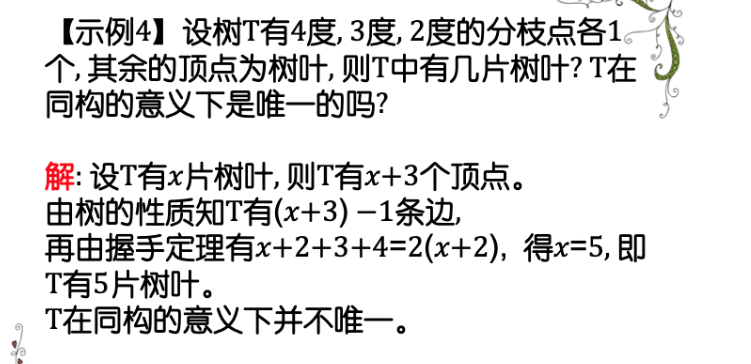 【示例4】设树T有4度, 3度, 2度的分枝点各1
个, 其余的顶点为树叶, 则T中有几片树叶? T在
同构的意义下是唯一的吗?
解: 设T有x片树叶, 则T有x+3个顶点。
由树的性质知T有(x+3) –1条边,
再由握手定理有x+2+3+4=2(x+2), 得x=5, 即
T有5片树叶。
T在同构的意义下并不唯一。